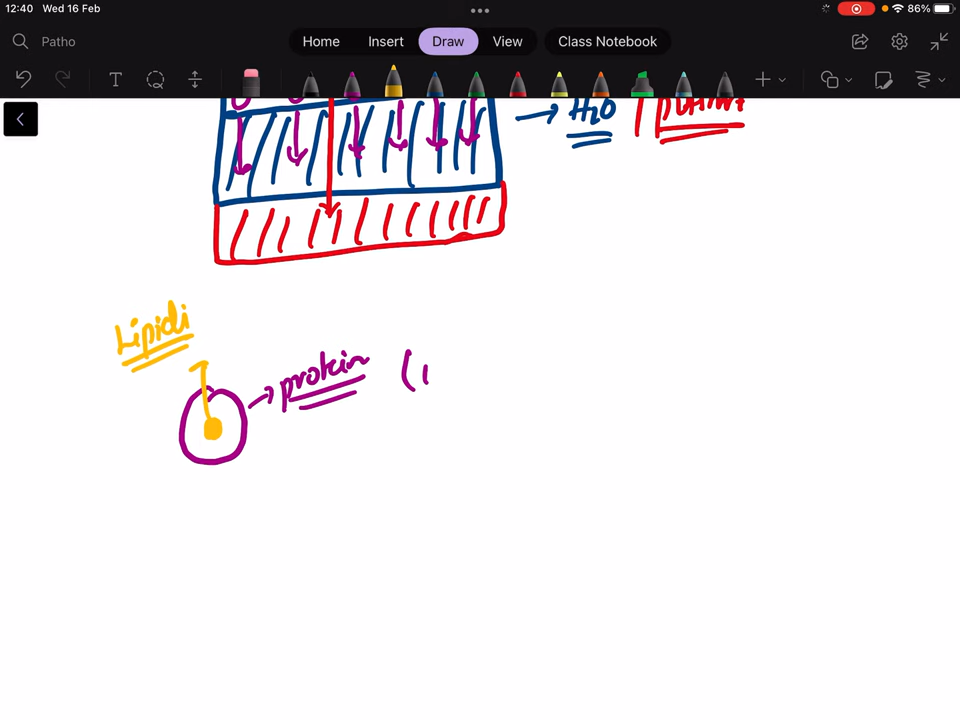 12:40 Wed 16 Feb
86%
Patho
Home Insert Draw View Class Notebook
T
→ H2O
Lipidi
→ protein (